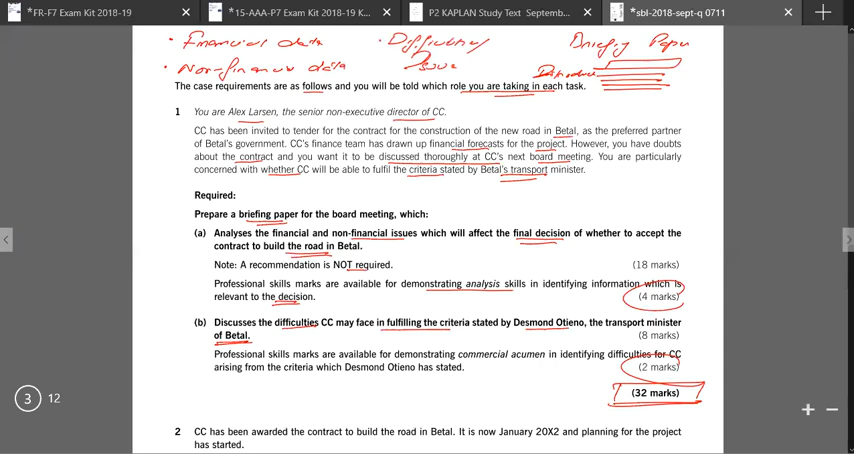 *FR-F7 Exam Kit 2018-19
*15-AAA-P7 Exam Kit 2018-19 K...
P2 KAPLAN Study Text Septemb...
*sbl-2018-sept-q 0711
• Financial data
• Difficulties
Briefing Paper
• Non-financial data
Issue
Introduce
The case requirements are as follows and you will be told which role you are taking in each task.
1 You are Alex Larsen, the senior non-executive director of CC.
CC has been invited to tender for the contract for the construction of the new road in Betal, as the preferred partner
of Betal's government. CC's finance team has drawn up financial forecasts for the project. However, you have doubts
about the contract and you want it to be discussed thoroughly at CC's next board meeting. You are particularly
concerned with whether CC will be able to fulfil the criteria stated by Betal's transport minister.
Required:
Prepare a briefing paper for the board meeting, which:
(a) Analyses the financial and non-financial issues which will affect the final decision of whether to accept the
contract to build the road in Betal.
Note: A recommendation is NOT required. (18 marks)
Professional skills marks are available for demonstrating analysis skills in identifying information which is
relevant to the decision. (4 marks)
(b) Discusses the difficulties CC may face in fulfilling the criteria stated by Desmond Otieno, the transport minister
of Betal. (8 marks)
Professional skills marks are available for demonstrating commercial acumen in identifying difficulties for CC
arising from the criteria which Desmond Otieno has stated. (2 marks)
(32 marks)
3 12
2 CC has been awarded the contract to build the road in Betal. It is now January 20X2 and planning for the project
has started.